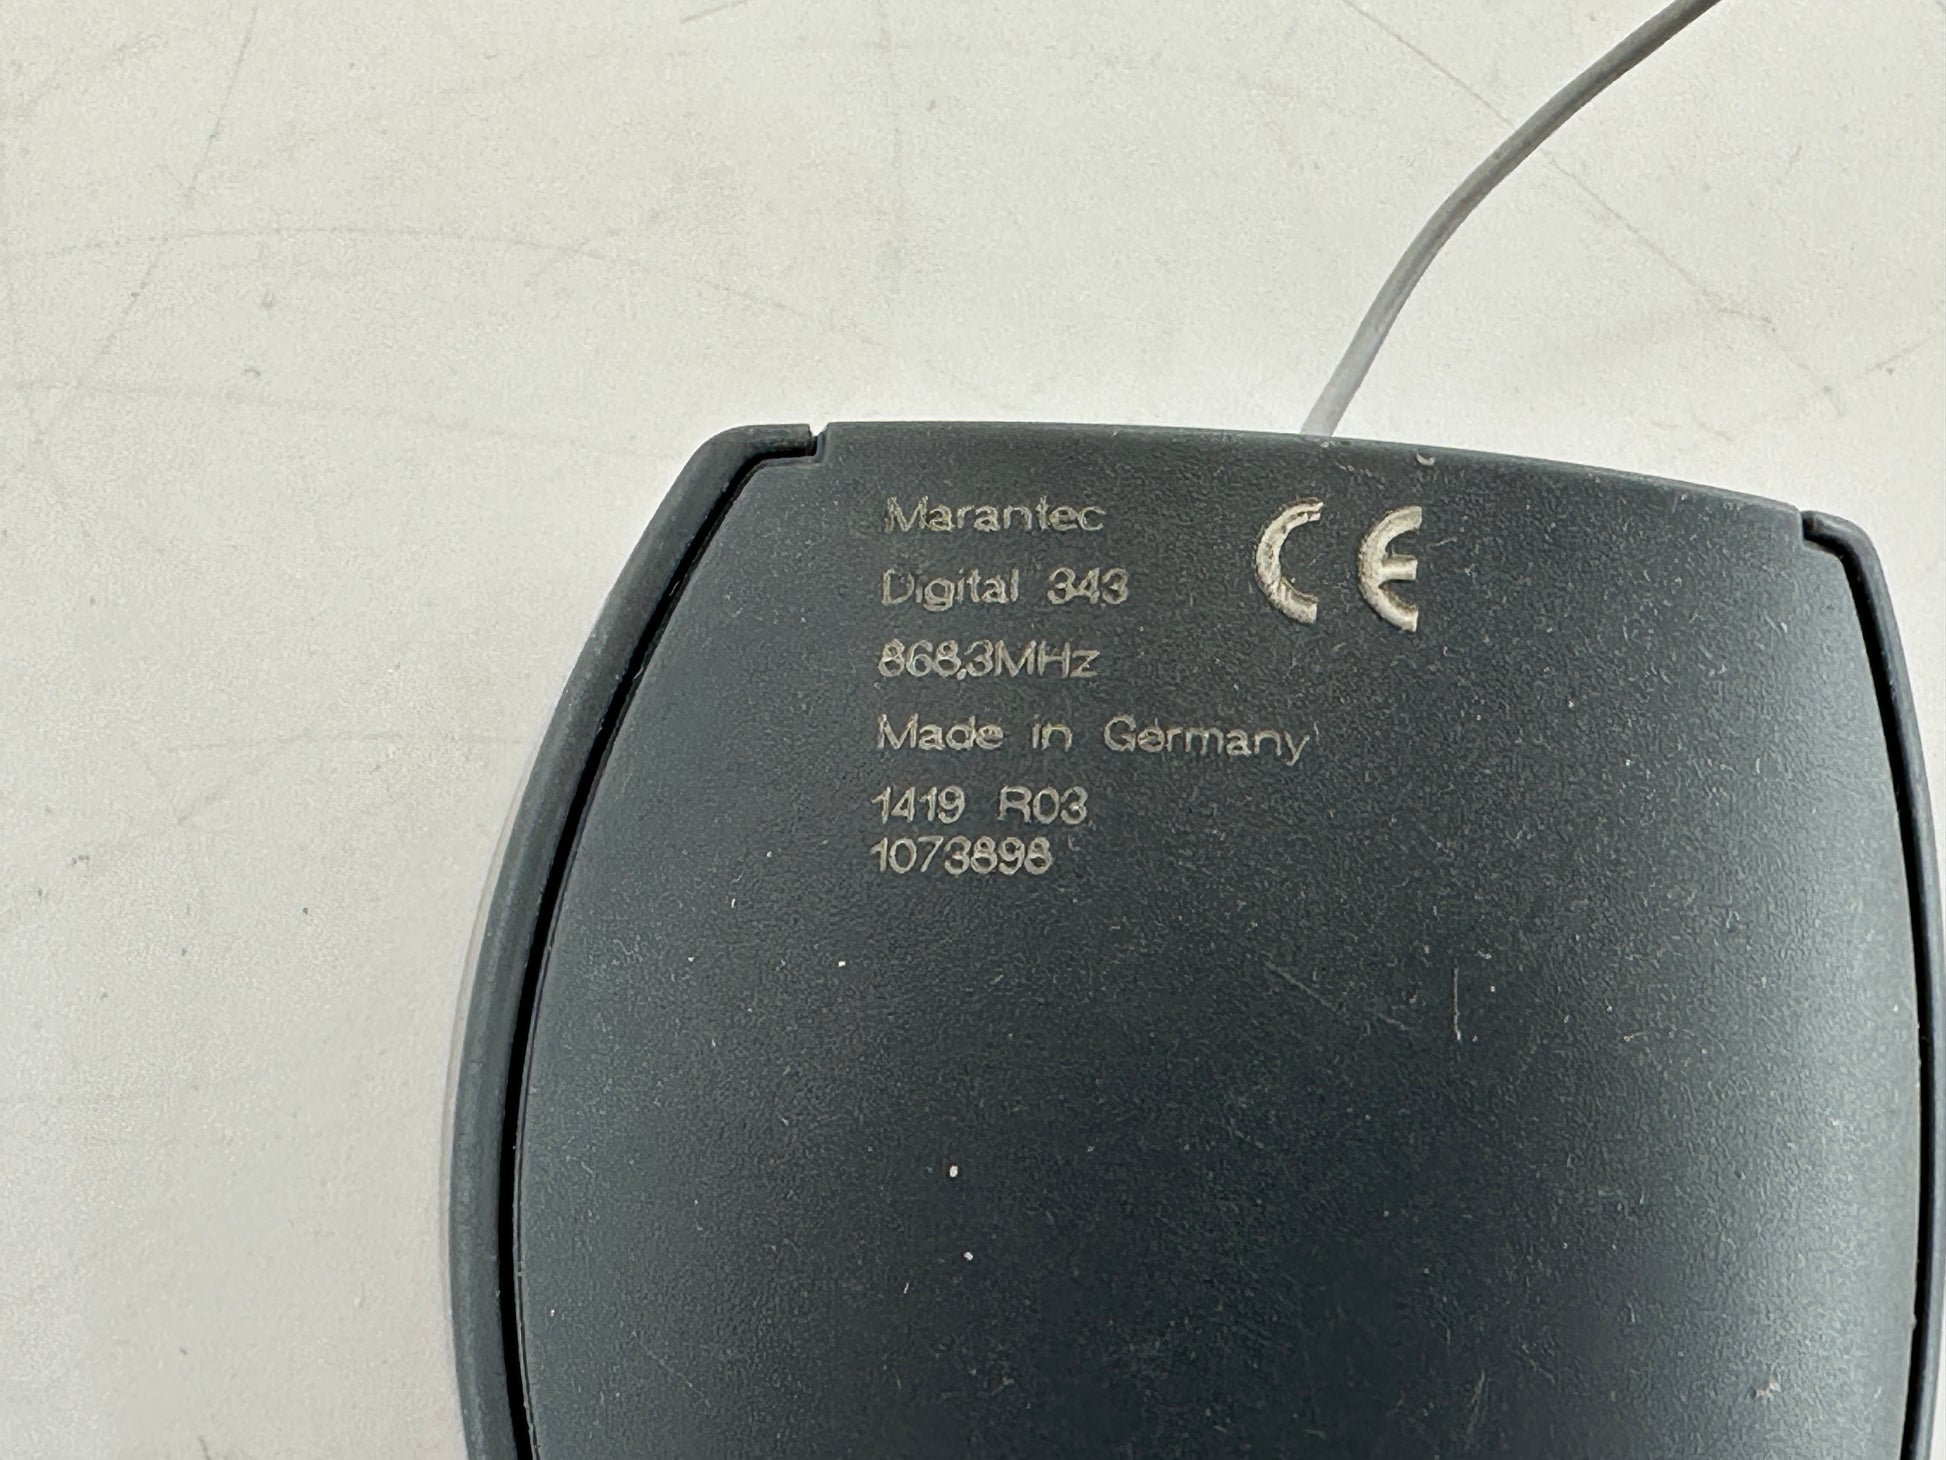 Marantec
CE
Digital 343
868,3MHz
Made in Germany
1419 R03
1073898